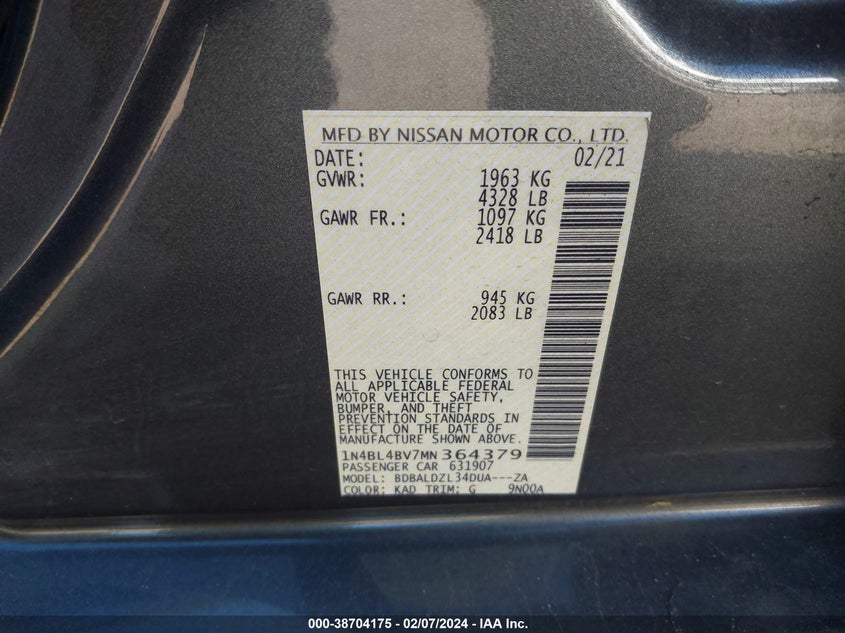 MFD BY NISSAN MOTOR CO., LTD.
DATE: 02/21
GVWR: 1963 KG
4328 LB
GAWR FR.: 1097 KG
2418 LB
GAWR RR.: 945 KG
2083 LB
THIS VEHICLE CONFORMS TO
ALL APPLICABLE FEDERAL
MOTOR VEHICLE SAFETY,
BUMPER, AND THEFT
PREVENTION STANDARDS IN
EFFECT ON THE DATE OF
MANUFACTURE SHOWN ABOVE.
1N4BL4BV7MN364379
PASSENGER CAR 631907
MODEL: BDBALDZL34DUA---ZA
COLOR: KAD TRIM: G 9N00A
000-38704175 - 02/07/2024 - IAA Inc.